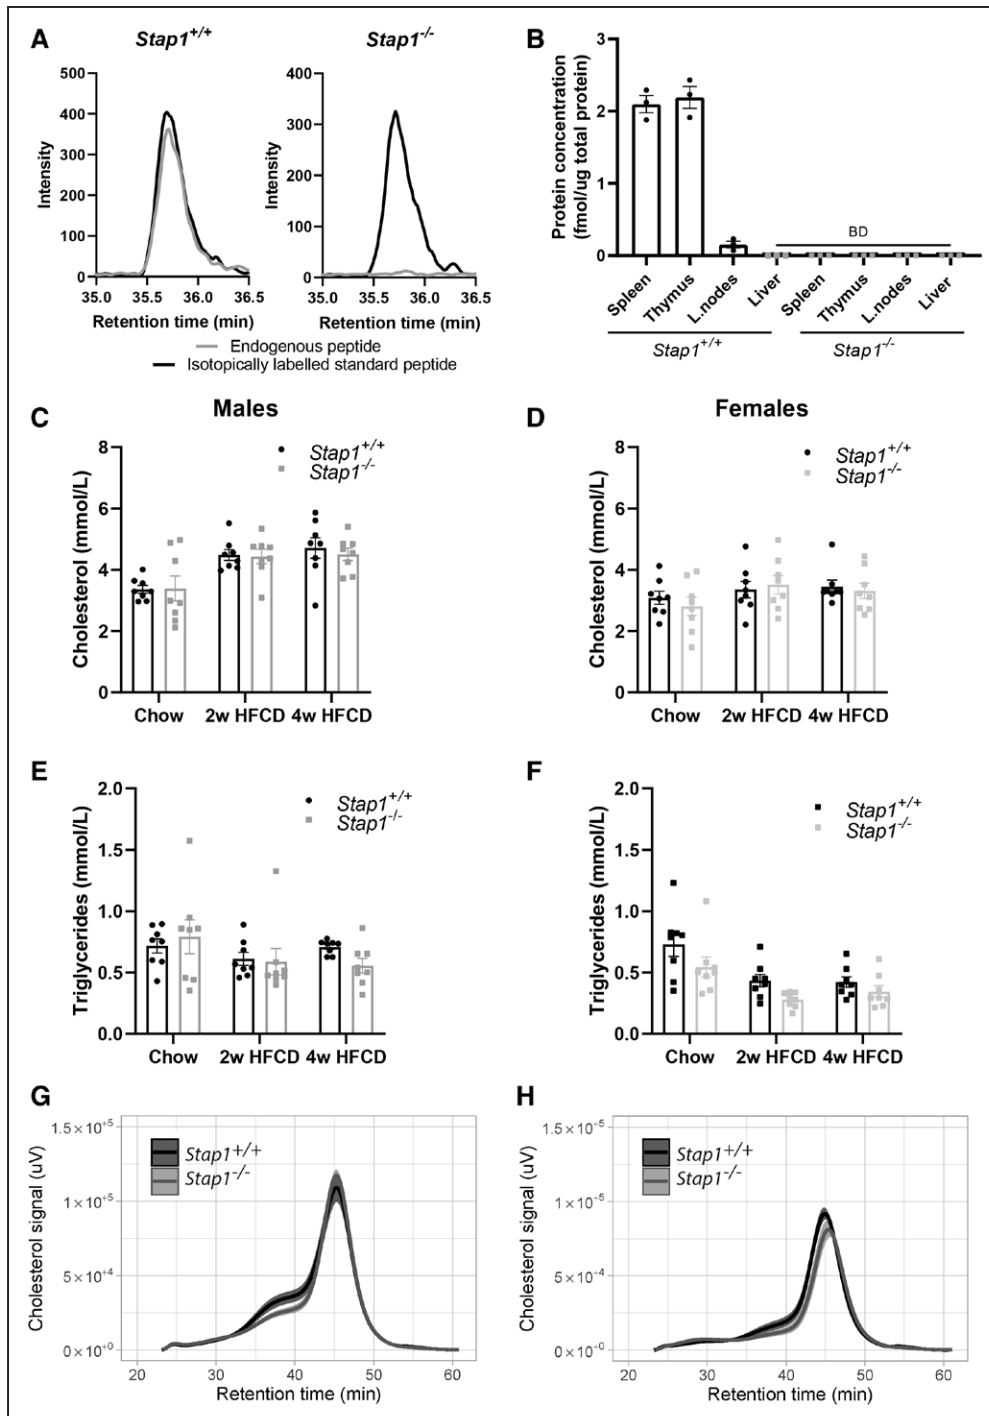 A
Stap1+/+
Stap1-/-
B
500
400
300
200
100
0
Intensity
35.0 35.5 36.0 36.5
Retention time (min)
400
300
200
100
0
Intensity
35.0 35.5 36.0 36.5
Retention time (min)
Endogenous peptide
Isotopically labelled standard peptide
Protein concentration
(fmol/ug total protein)
3
2
1
0
BD
Spleen Thymus L.nodes Liver Spleen Thymus L.nodes Liver
Stap1+/+ Stap1-/-
C
Males
Cholesterol (mmol/L)
8
6
4
2
0
Stap1+/+
Stap1-/-
Chow 2w HFCD 4w HFCD
D
Females
Cholesterol (mmol/L)
8
6
4
2
0
Stap1+/+
Stap1-/-
Chow 2w HFCD 4w HFCD
E
Triglycerides (mmol/L)
2.0
1.5
1.0
0.5
0.0
Stap1+/+
Stap1-/-
Chow 2w HFCD 4w HFCD
F
Triglycerides (mmol/L)
2.0
1.5
1.0
0.5
0.0
Stap1+/+
Stap1-/-
Chow 2w HFCD 4w HFCD
G
Cholesterol signal (uV)
1.5×10+5
1×10+5
5×10+4
0×10+0
Stap1+/+
Stap1-/-
20 30 40 50 60
Retention time (min)
H
Cholesterol signal (uV)
1.5×10+5
1×10+5
5×10+4
0×10+0
Stap1+/+
Stap1-/-
20 30 40 50 60
Retention time (min)